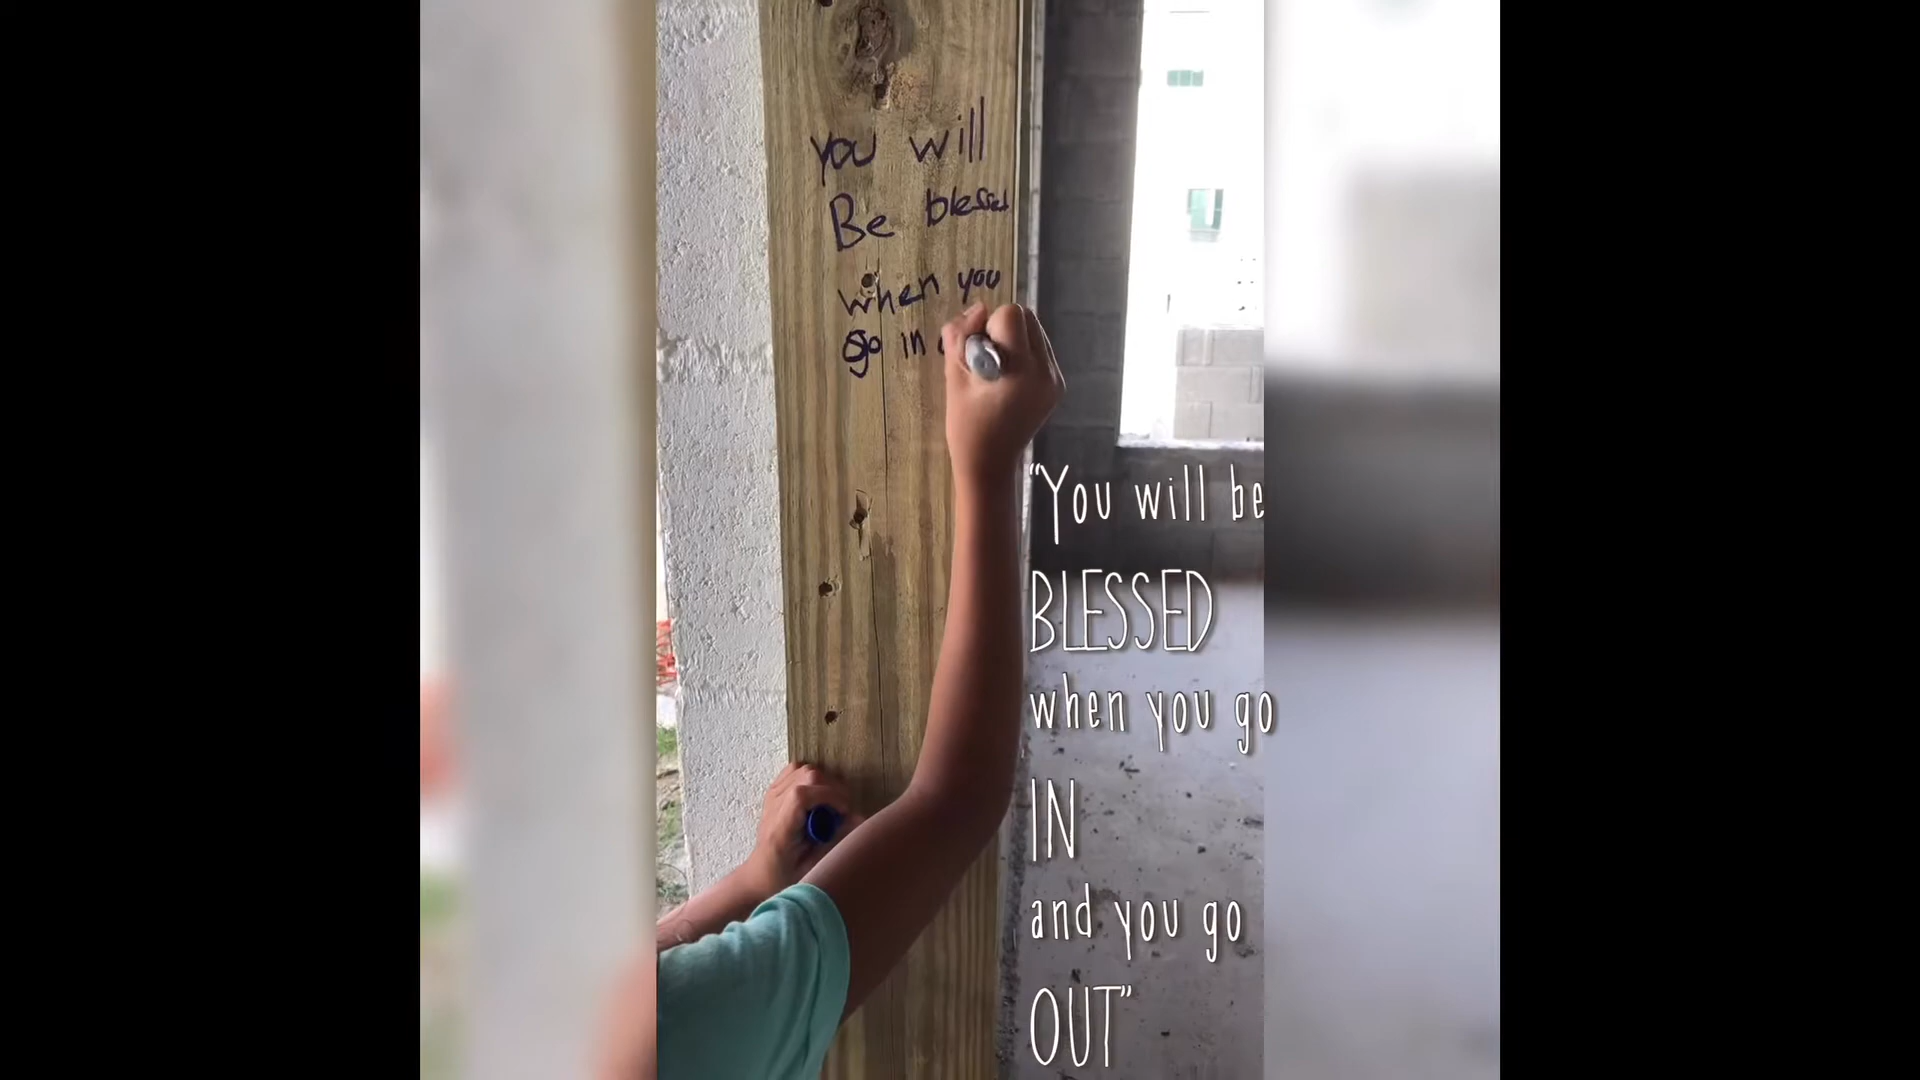 you will
Be blessed
when you
go in
"You will be
BLESSED
when you go
IN
and you go
OUT"